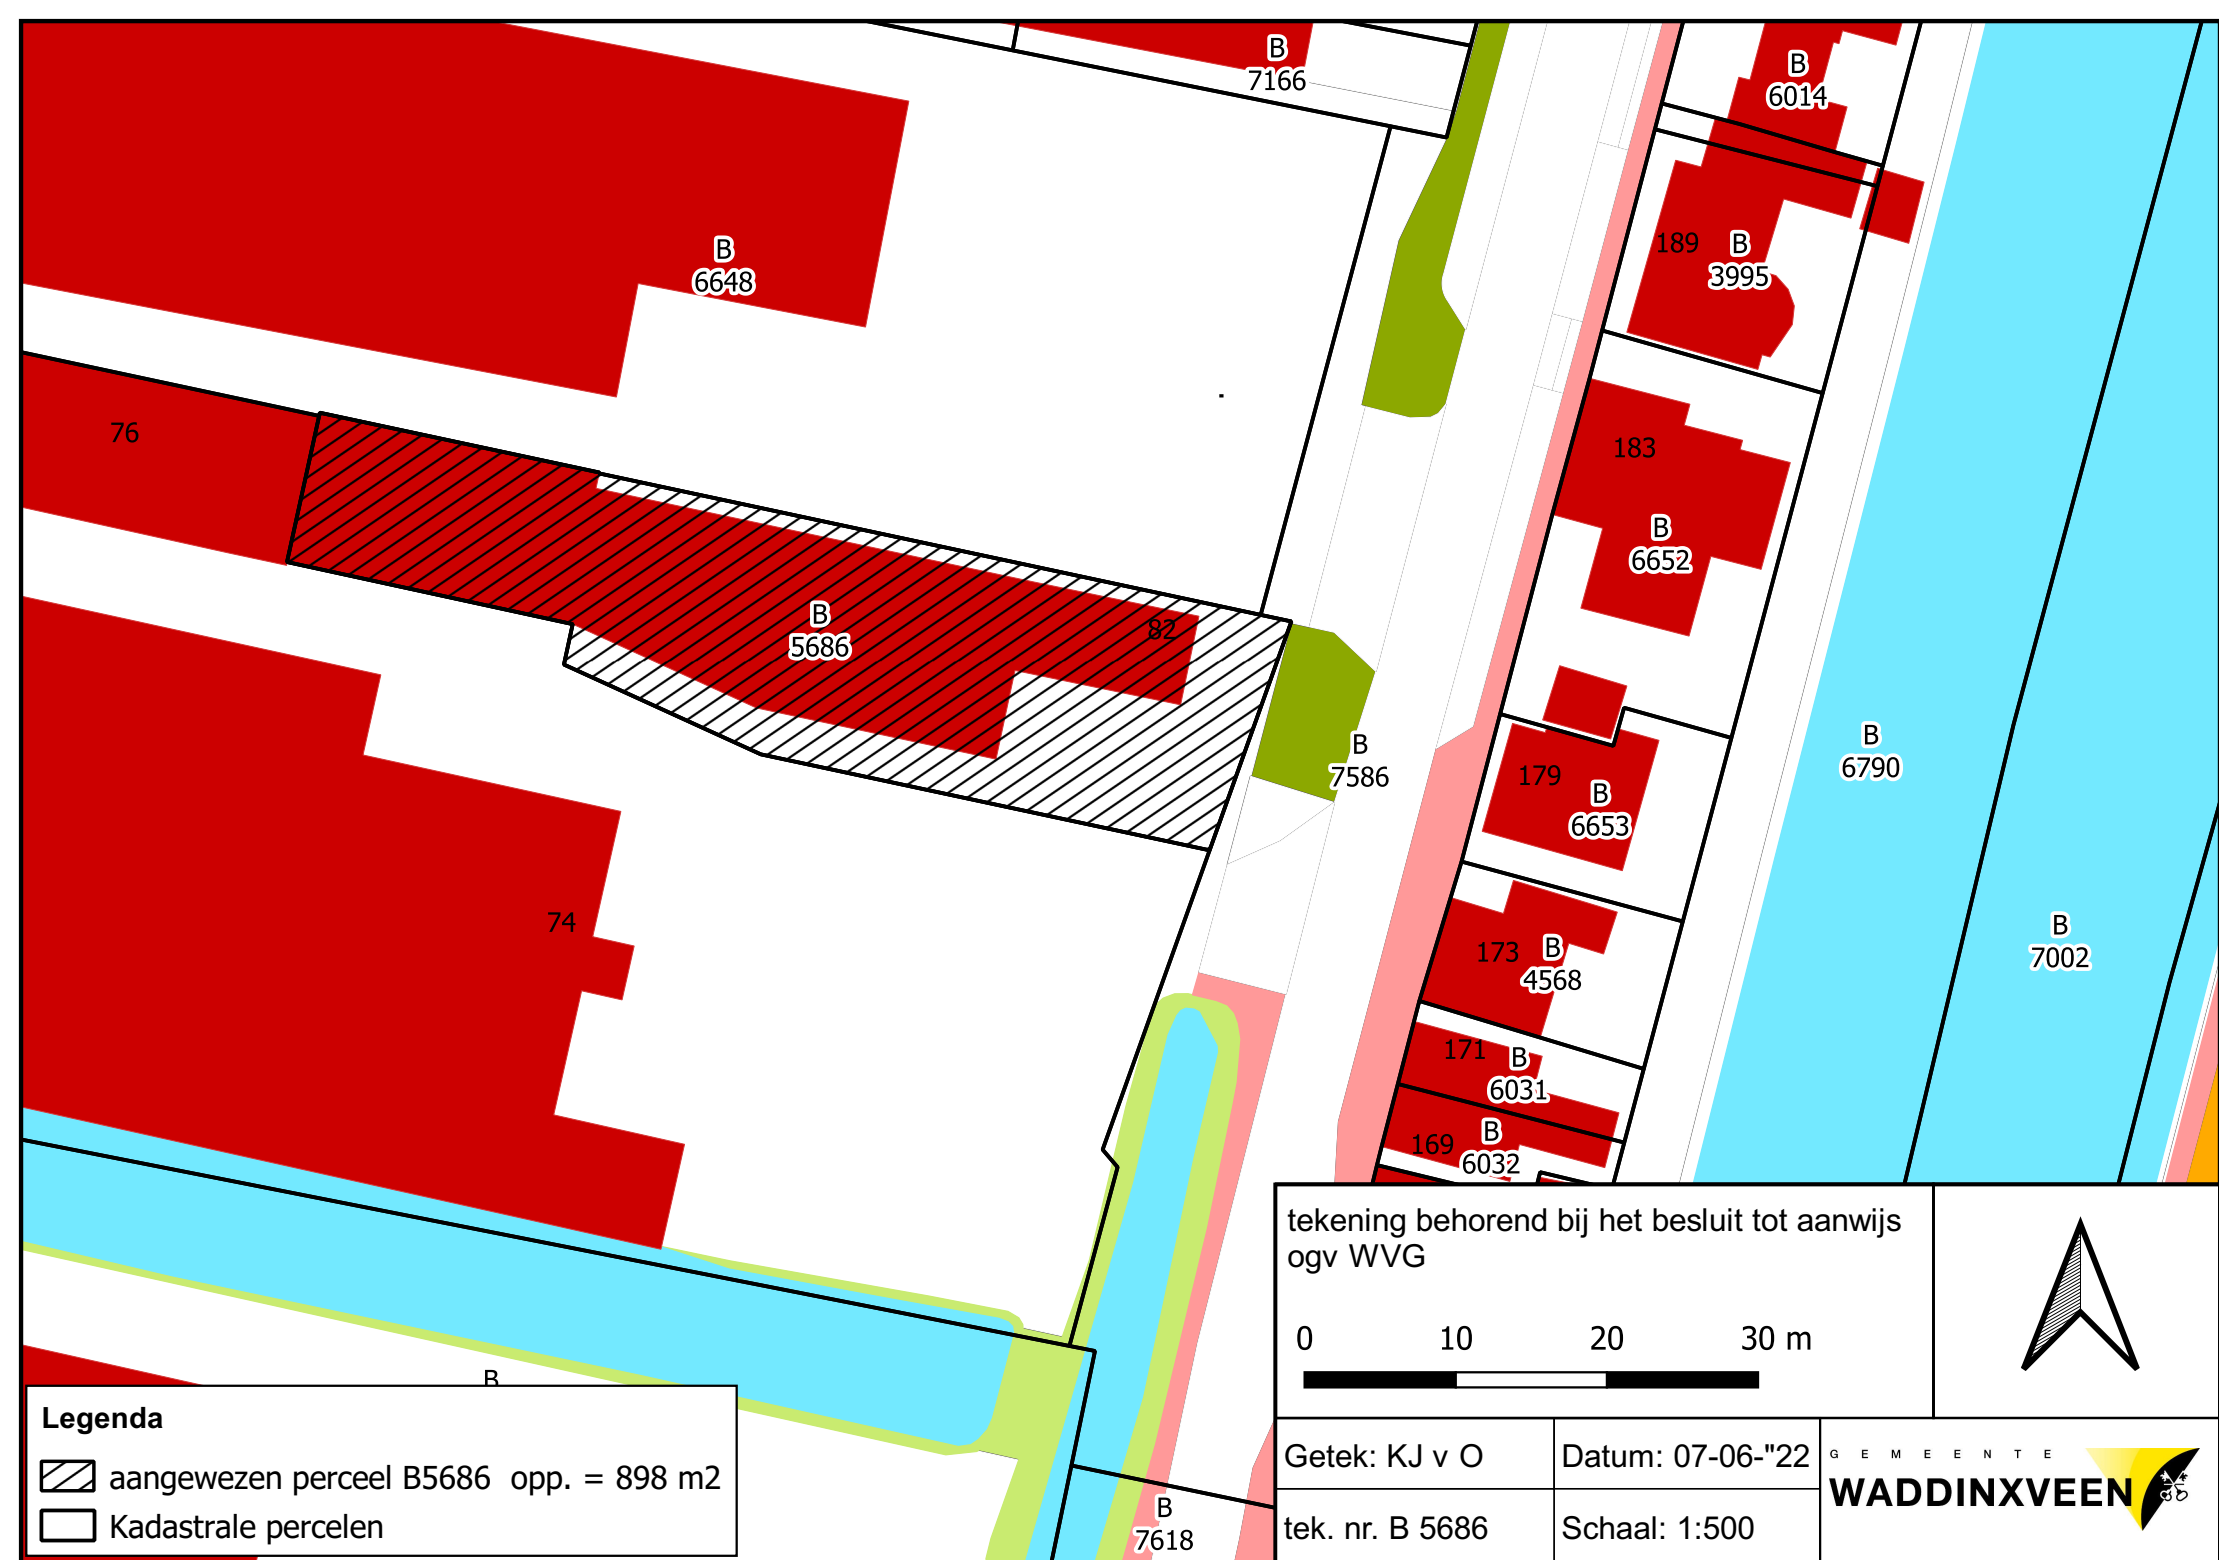 B
7166
B
6014
B
6648
189
B
3995
76
183
B
6652
B
5686
82
B
7586
179
B
6653
B
6790
74
173
B
4568
B
7002
171
B
6031
169
B
6032
B
B
7618
tekening behorend bij het besluit tot aanwijs
ogv WVG
0 10 20 30 m
Getek: KJ v O
Datum: 07-06-"22
tek. nr. B 5686
Schaal: 1:500
GEMEENTE
WADDINXVEEN
Legenda
aangewezen perceel B5686 opp. = 898 m2
Kadastrale percelen